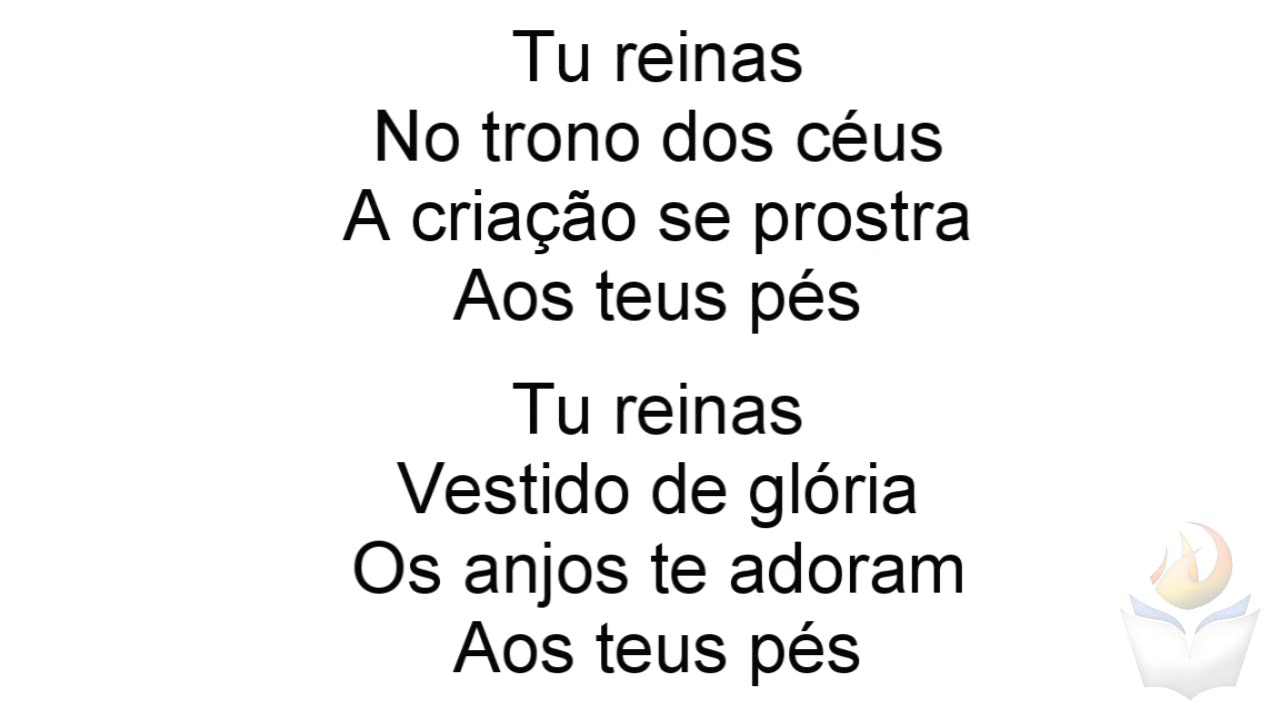 Tu reinas
No trono dos céus
A criação se prostra
Aos teus pés
Tu reinas
Vestido de glória
Os anjos te adoram
Aos teus pés